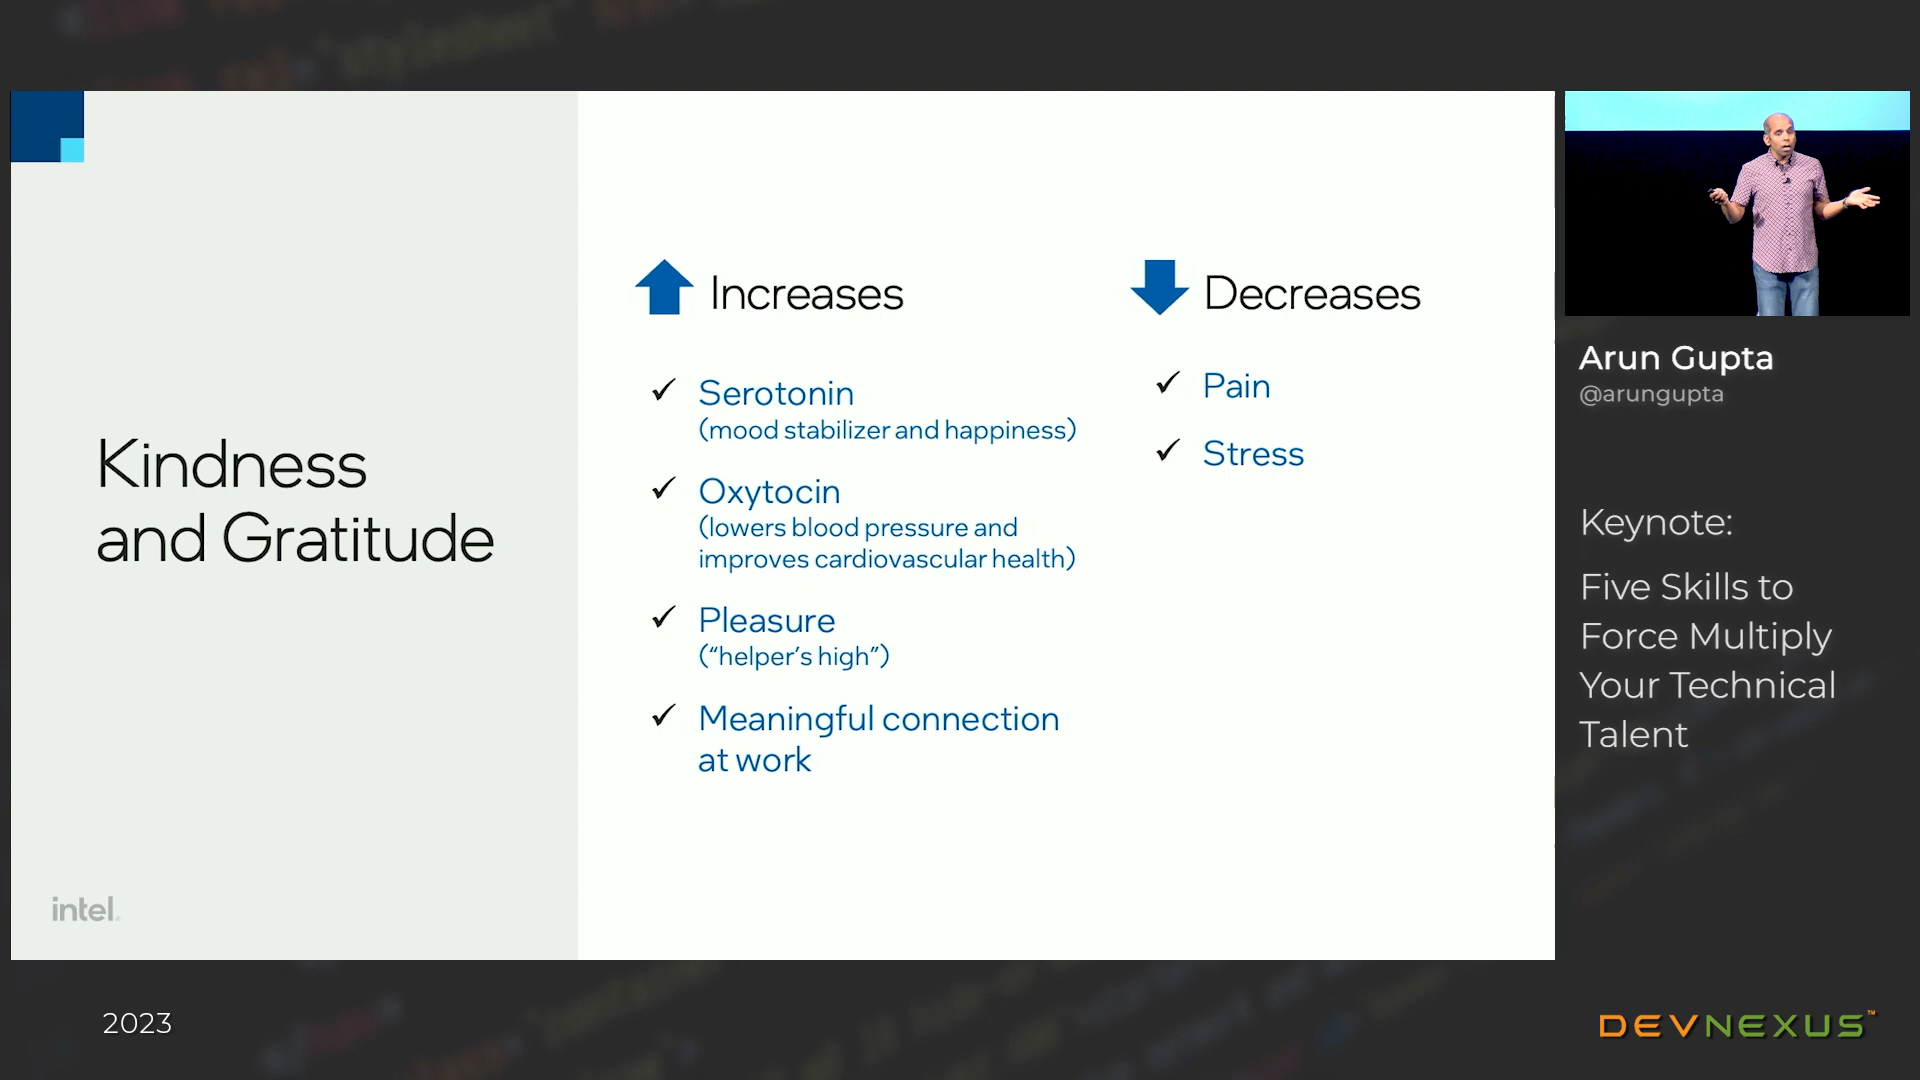 Kindness
and Gratitude
Increases
Serotonin
(mood stabilizer and happiness)
Oxytocin
(lowers blood pressure and
improves cardiovascular health)
Pleasure
(“helper’s high”)
Meaningful connection
at work
Decreases
Pain
Stress
intel.
Arun Gupta
@arungupta
Keynote:
Five Skills to
Force Multiply
Your Technical
Talent
2023
DEVNEXUS™